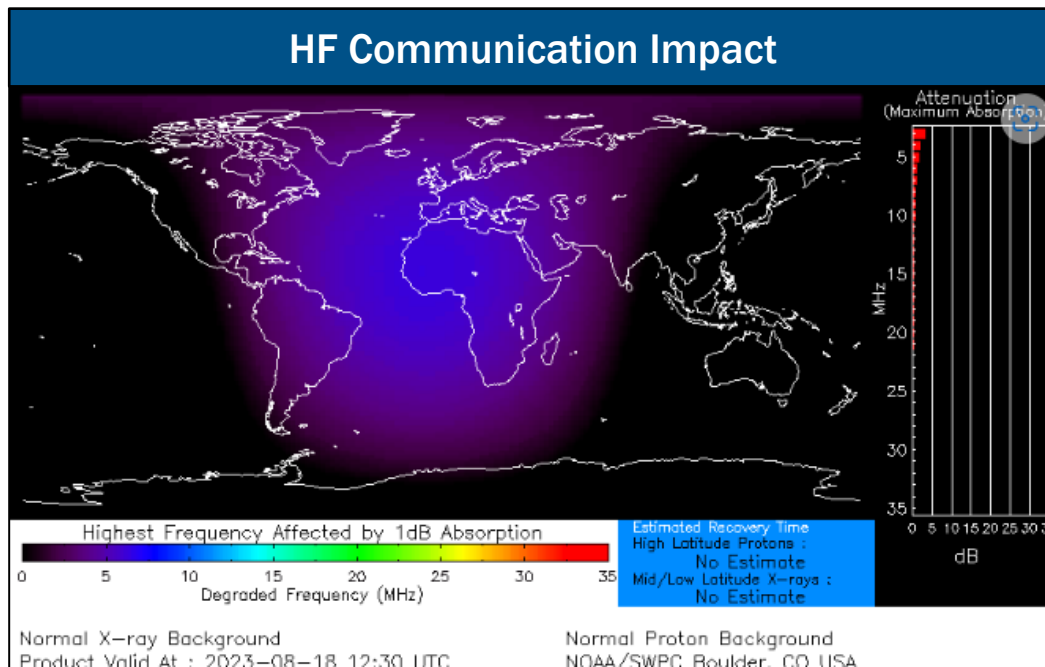 HF Communication Impact
Attenuation
(Maximum Absorption)
5
10
15
20
25
30
35
MHz
0 5 10 15 20 25 30
dB
Highest Frequency Affected by 1dB Absorption
0 5 10 15 20 25 30 35
Degraded Frequency (MHz)
Estimated Recovery Time
High Latitude Protons :
No Estimate
Mid/Low Latitude X-rays :
No Estimate
Normal X-ray Background
Product Valid At : 2023-08-18 12:30 UTC
Normal Proton Background
NOAA/SWPC Boulder, CO USA